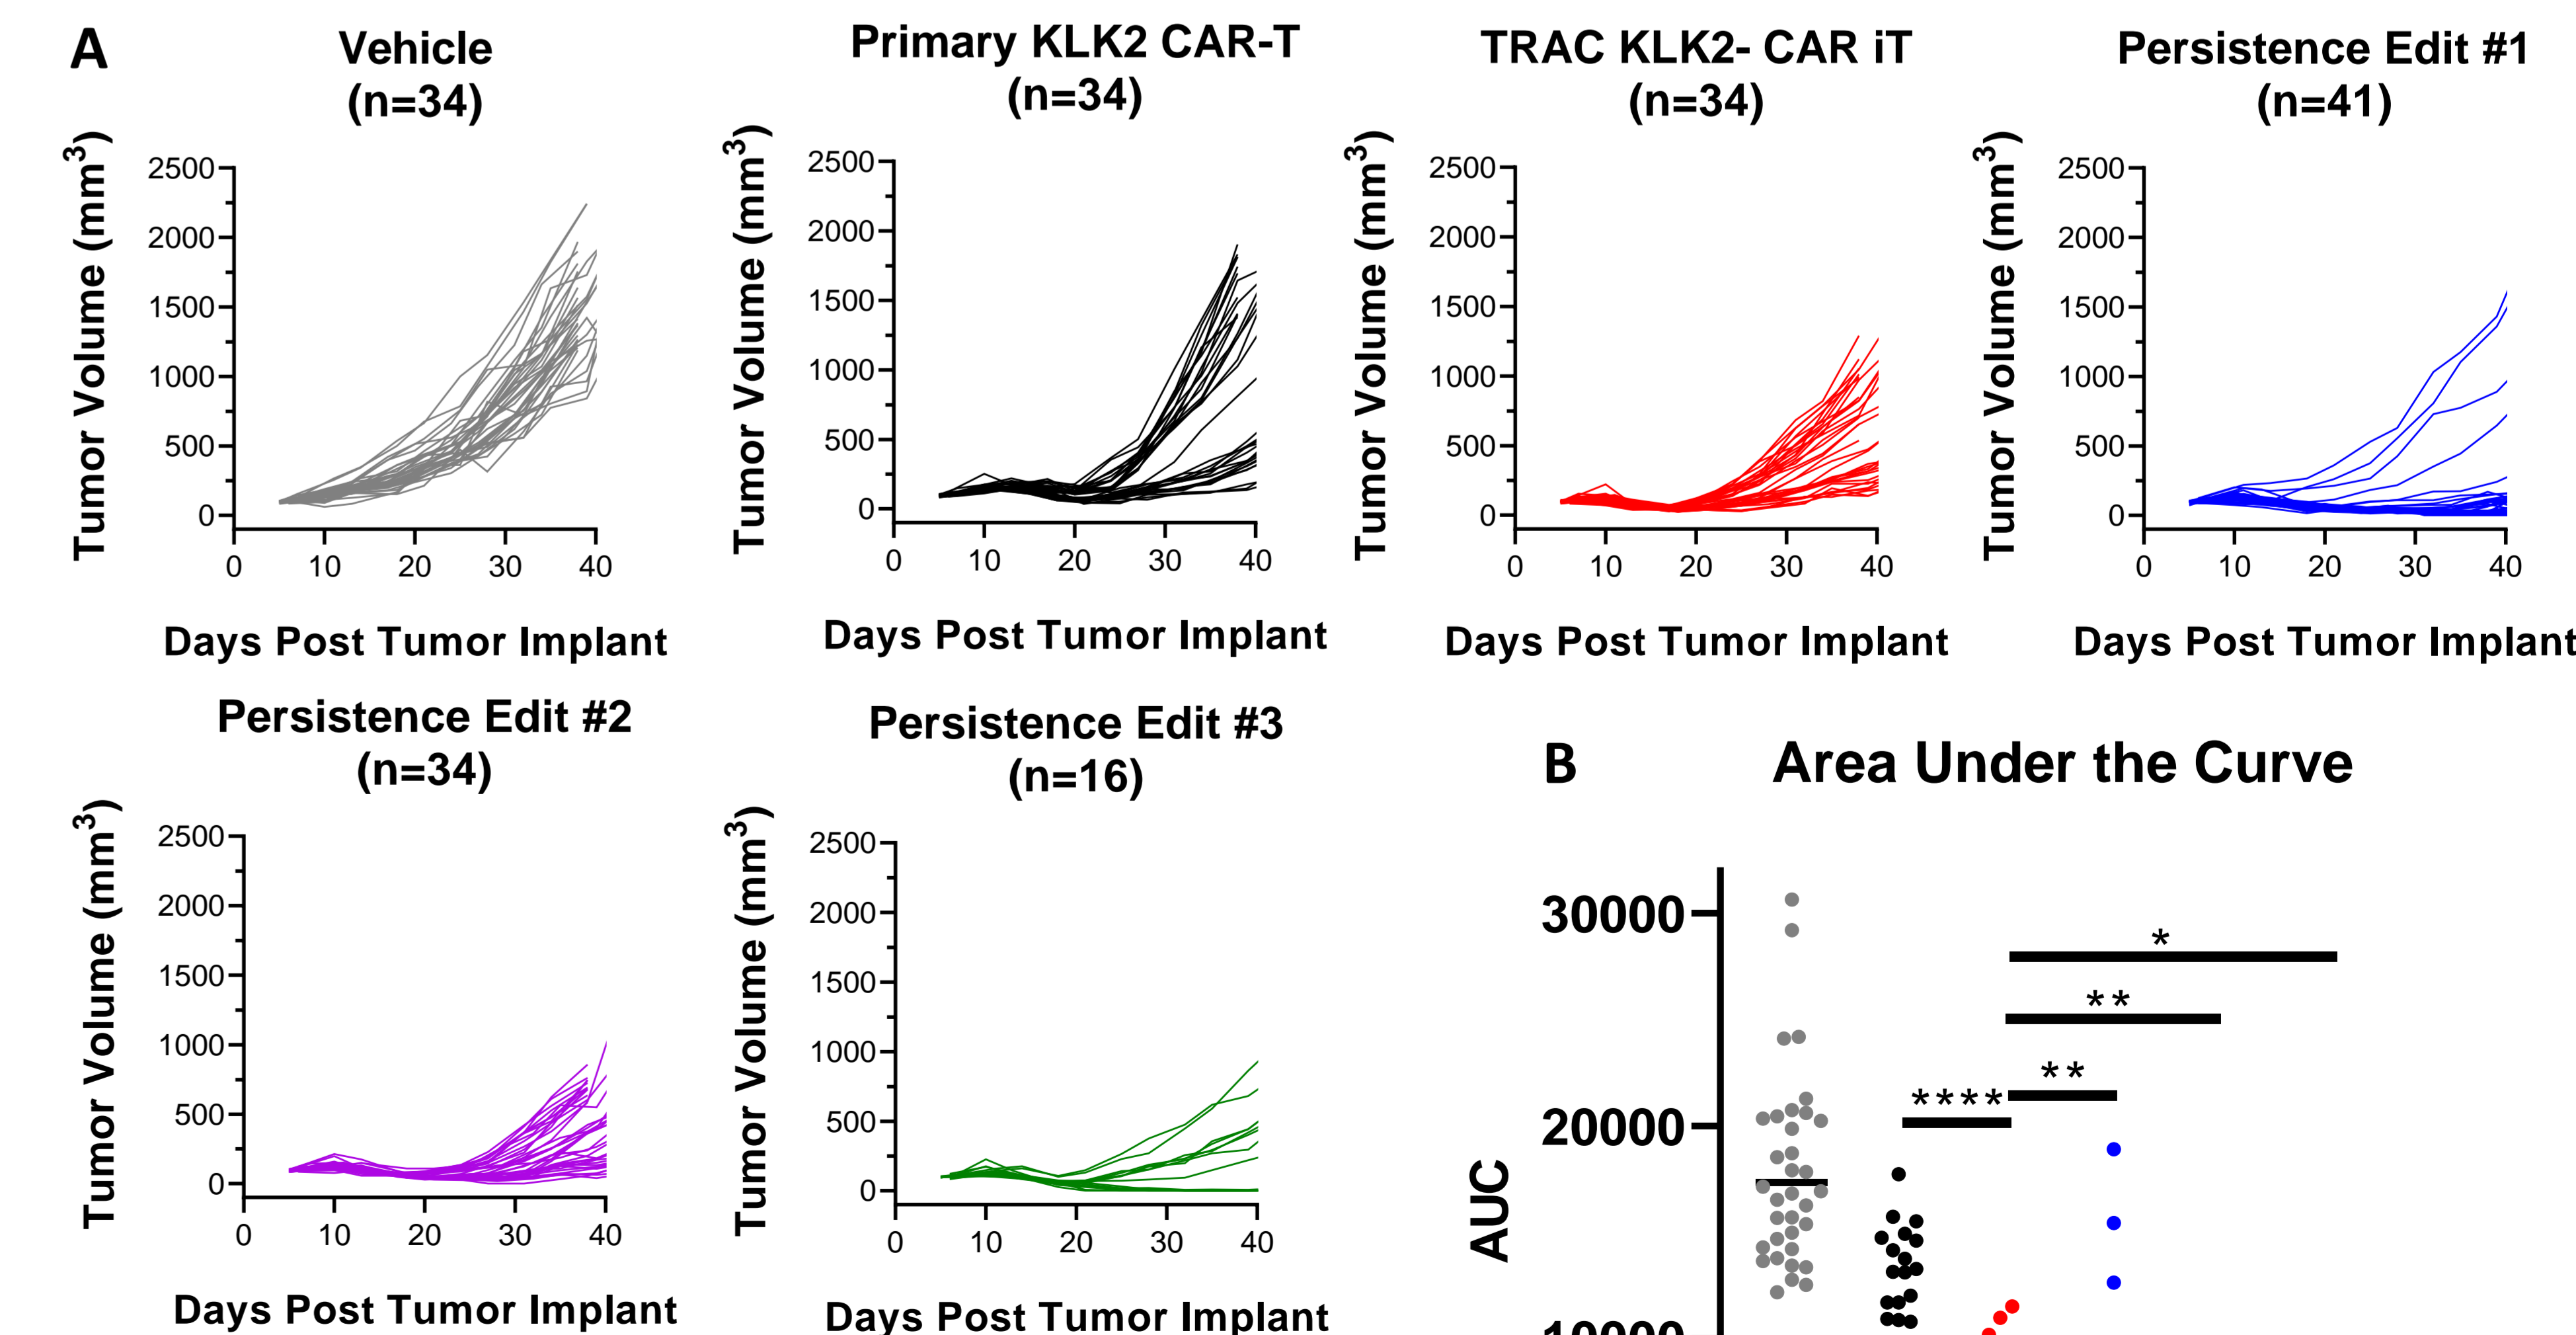 A
Vehicle
(n=34)
Tumor Volume (mm³)
2500
2000
1500
1000
500
0
0 10 20 30 40
Days Post Tumor Implant
Primary KLK2 CAR-T
(n=34)
Tumor Volume (mm³)
2500
2000
1500
1000
500
0
0 10 20 30 40
Days Post Tumor Implant
TRAC KLK2- CAR iT
(n=34)
Tumor Volume (mm³)
2500
2000
1500
1000
500
0
0 10 20 30 40
Days Post Tumor Implant
Persistence Edit #1
(n=41)
Tumor Volume (mm³)
2500
2000
1500
1000
500
0
0 10 20 30 40
Days Post Tumor Implant
Persistence Edit #2
(n=34)
Tumor Volume (mm³)
2500
2000
1500
1000
500
0
0 10 20 30 40
Days Post Tumor Implant
Persistence Edit #3
(n=16)
Tumor Volume (mm³)
2500
2000
1500
1000
500
0
0 10 20 30 40
Days Post Tumor Implant
B
Area Under the Curve
AUC
30000
20000
10000
*
**
**
****